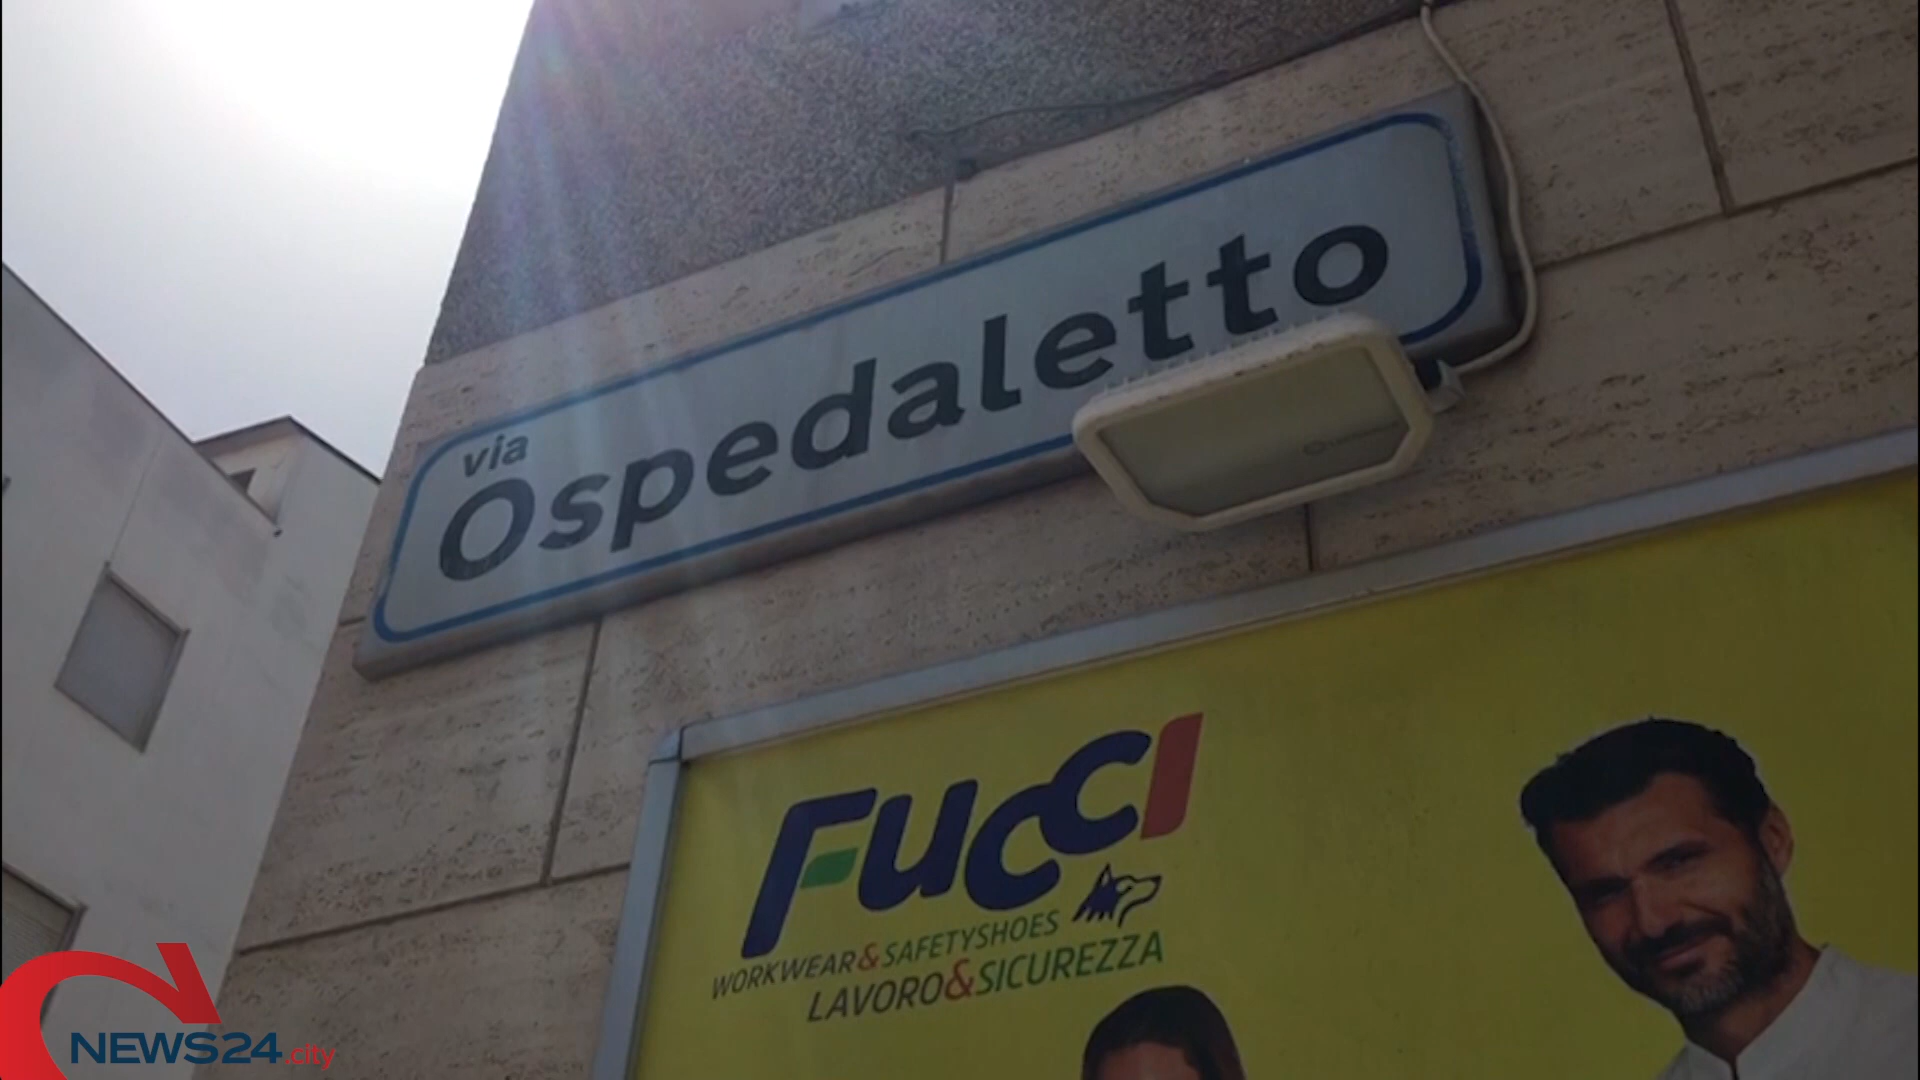 via
Ospedaletto
FUCCI
WORKWEAR&SAFETYSHOES
LAVORO&SICUREZZA
NEWS24.city